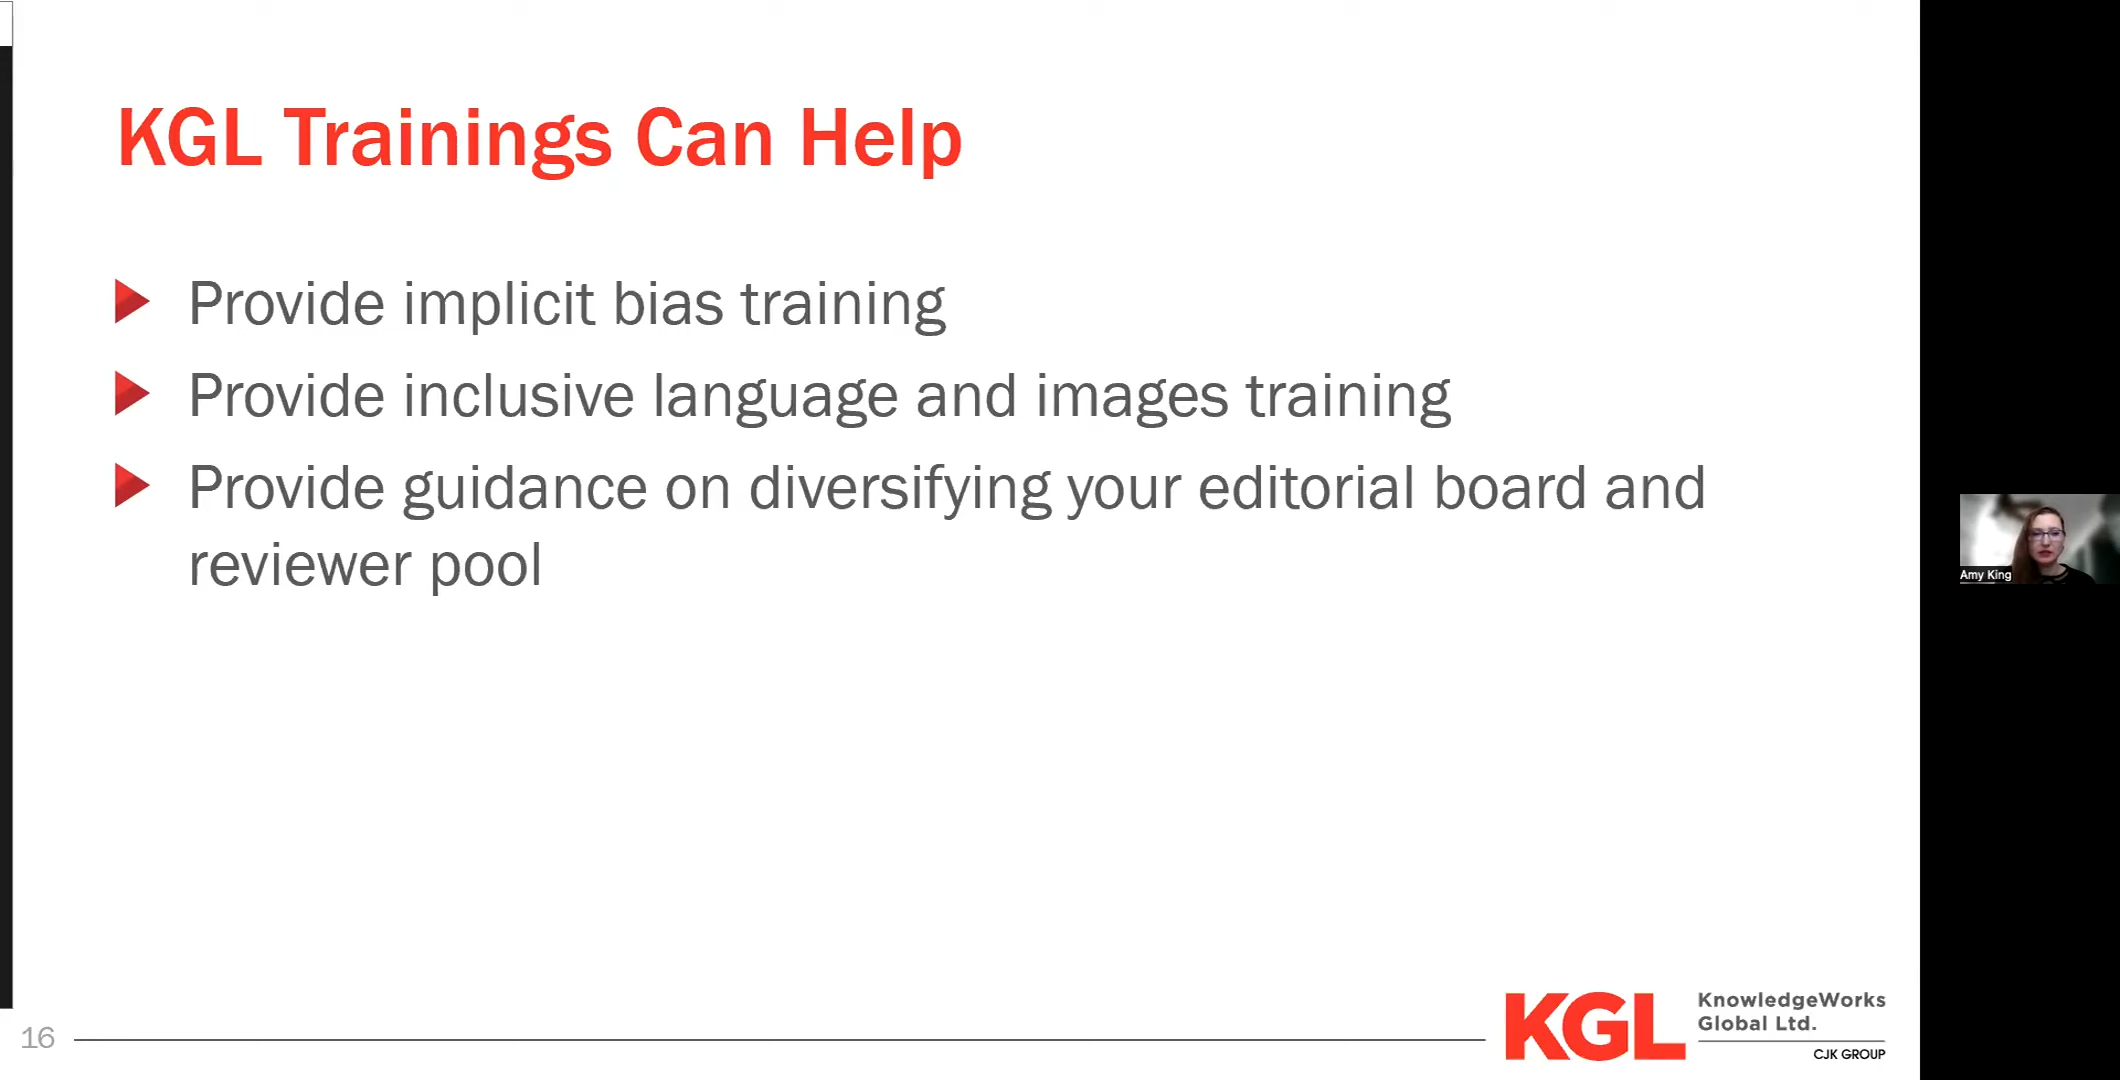 KGL Trainings Can Help
Provide implicit bias training
Provide inclusive language and images training
Provide guidance on diversifying your editorial board and
reviewer pool
Amy King
16
KGL
KnowledgeWorks
Global Ltd.
CJK GROUP